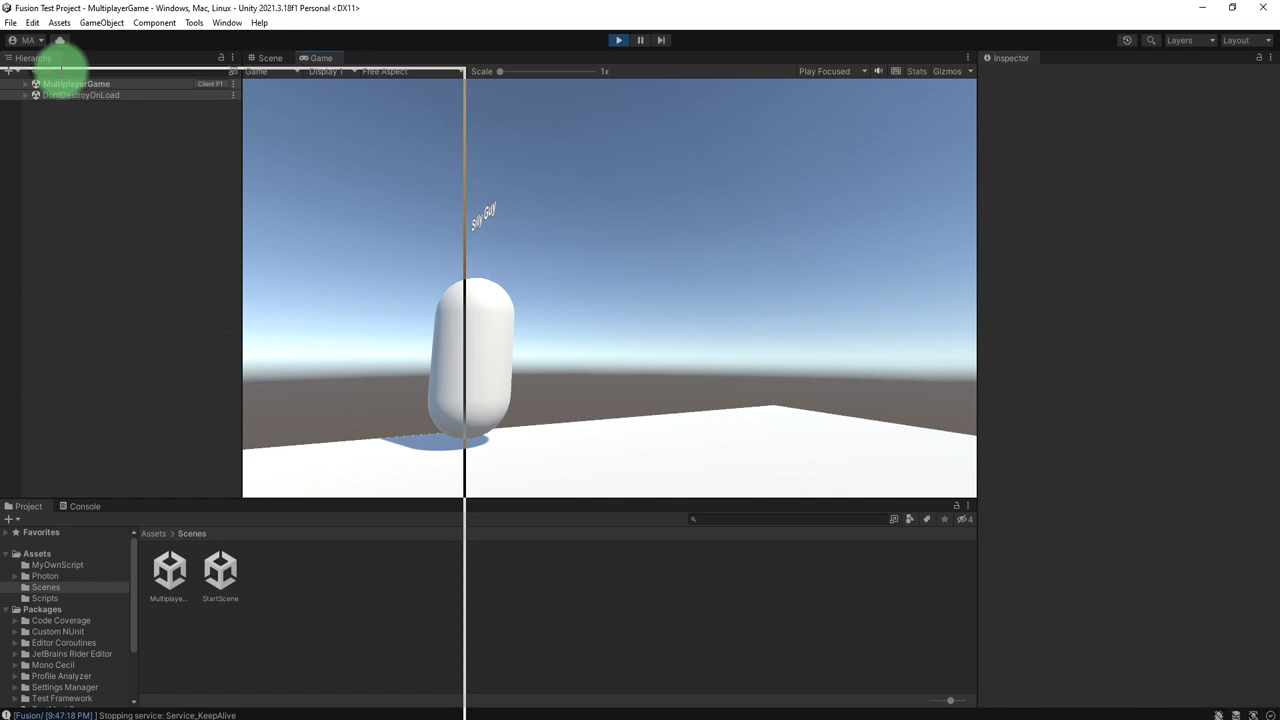 Fusion Test Project - MultiplayerGame - Windows, Mac, Linux - Unity 2021.3.18f1 Personal <DX11>
File Edit Assets GameObject Component Tools Window Help
MA Layers Layout
Hierarchy Scene Game Inspector
Game Display 1 Free Aspect Scale 1x Play Focused Stats Gizmos
MultiplayerGame Client P1
DontDestroyOnLoad
Silly Guy
Project Console
4
Favorites Assets > Scenes
Assets
MyOwnScript
Photon
Scenes
Scripts Multiplaye... StartScene
Packages
Code Coverage
Custom NUnit
Editor Coroutines
JetBrains Rider Editor
Mono Cecil
Profile Analyzer
Settings Manager
Test Framework
[Fusion/ [9:47:18 PM] ] Stopping service: Service_KeepAlive